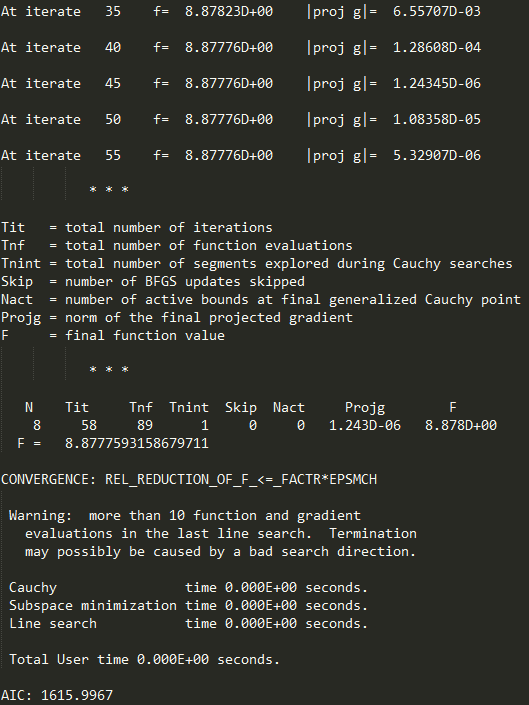 At iterate   35    f=  8.87823D+00    |proj g|=  6.55707D-03
At iterate   40    f=  8.87776D+00    |proj g|=  1.28608D-04
At iterate   45    f=  8.87776D+00    |proj g|=  1.24345D-06
At iterate   50    f=  8.87776D+00    |proj g|=  1.08358D-05
At iterate   55    f=  8.87776D+00    |proj g|=  5.32907D-06
           * * *
Tit   = total number of iterations
Tnf   = total number of function evaluations
Tnint = total number of segments explored during Cauchy searches
Skip  = number of BFGS updates skipped
Nact  = number of active bounds at final generalized Cauchy point
Projg = norm of the final projected gradient
F     = final function value
           * * *
   N    Tit     Tnf  Tnint  Skip  Nact     Projg        F
    8     58     89      1     0     0   1.243D-06   8.878D+00
  F =   8.8777593158679711
CONVERGENCE: REL_REDUCTION_OF_F_<=_FACTR*EPSMCH
 Warning:  more than 10 function and gradient
   evaluations in the last line search.  Termination
   may possibly be caused by a bad search direction.
 Cauchy                time 0.000E+00 seconds.
 Subspace minimization time 0.000E+00 seconds.
 Line search           time 0.000E+00 seconds.
 Total User time 0.000E+00 seconds.
AIC: 1615.9967